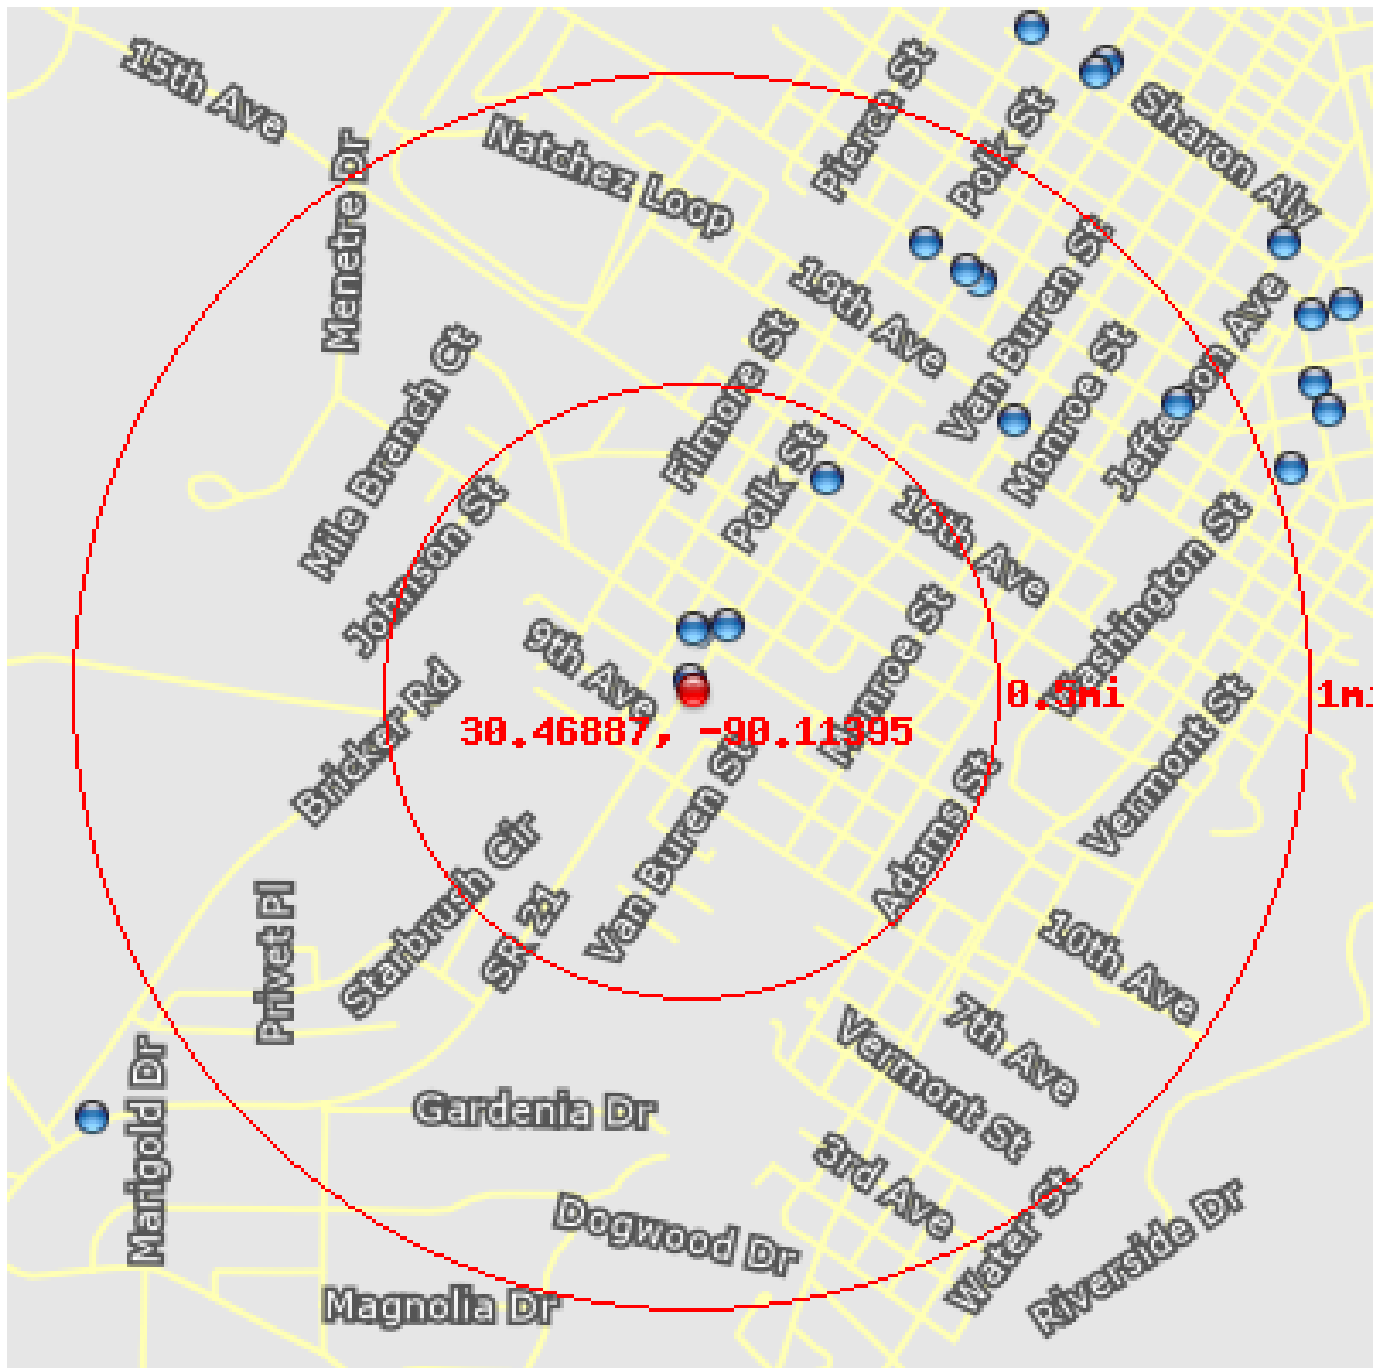 15th Ave
Pierce St
Polk St
Sharon Aly
Natchez Loop
Menetre Dr
19th Ave
Van Buren St
Jefferson Ave
Filmore St
Monroe St
Mile Branch Ct
Polk St
Johnson St
16th Ave
Washington St
9th Ave
Monroe St
Bricker Rd
0.5mi
1mi
30.46887, -90.11395
Vermont St
Van Buren St
Adams St
Starbrush Cir
SR 21
Privet Pl
10th Ave
7th Ave
Vermont St
Marigold Dr
Gardenia Dr
3rd Ave
Water St
Riverside Dr
Dogwood Dr
Magnolia Dr